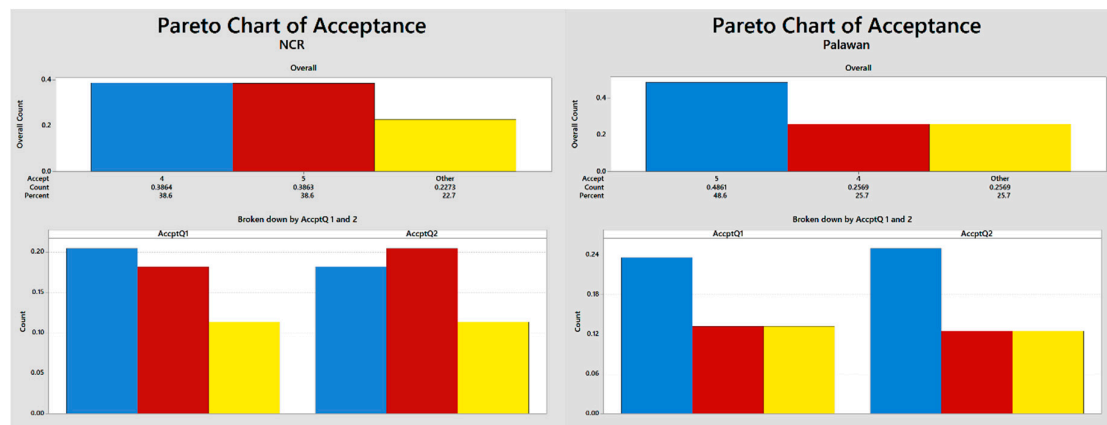 Pareto Chart of Acceptance
NCR
Overall
Overall Count
0.4
0.2
0.0
Accept 4 5 Other
Count 0.3864 0.3863 0.2273
Percent 38.6 38.6 22.7
Broken down by AccptQ 1 and 2
AccptQ1 AccptQ2
Count
0.20
0.15
0.10
0.05
0.00
Pareto Chart of Acceptance
Palawan
Overall
Overall Count
0.4
0.2
0.0
Accept 5 4 Other
Count 0.4861 0.2569 0.2569
Percent 48.6 25.7 25.7
Broken down by AccptQ 1 and 2
AccptQ1 AccptQ2
Count
0.24
0.18
0.12
0.06
0.00